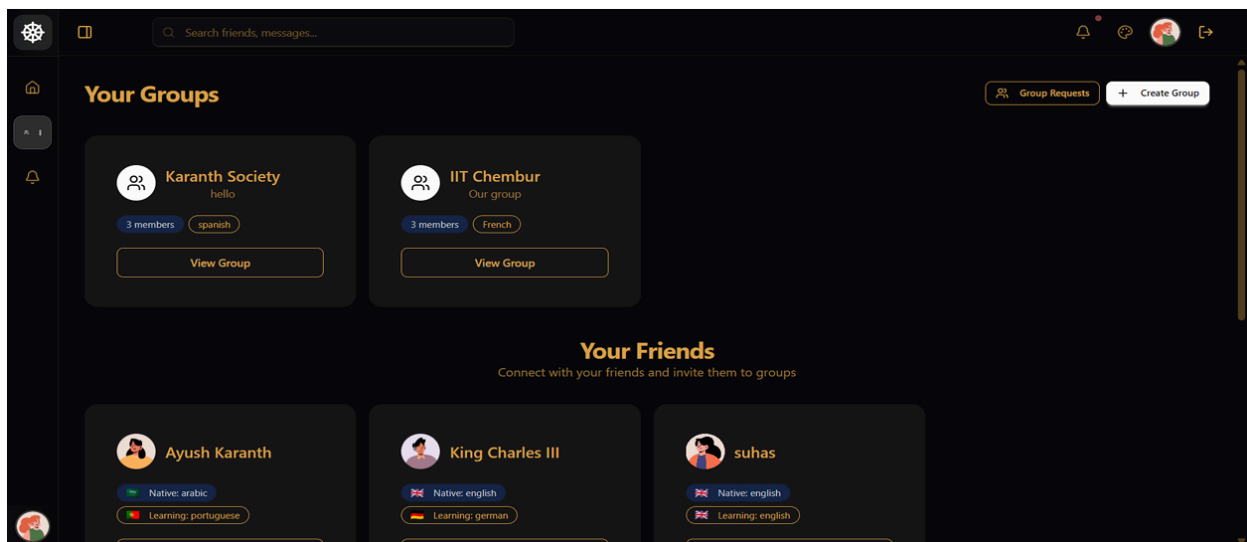 Search friends, messages...
Your Groups
Group Requests
+ Create Group
Karanth Society
hello
3 members
spanish
View Group
IIT Chembur
Our group
3 members
French
View Group
Your Friends
Connect with your friends and invite them to groups
Ayush Karanth
Native: arabic
Learning: portuguese
King Charles III
Native: english
Learning: german
suhas
Native: english
Learning: english